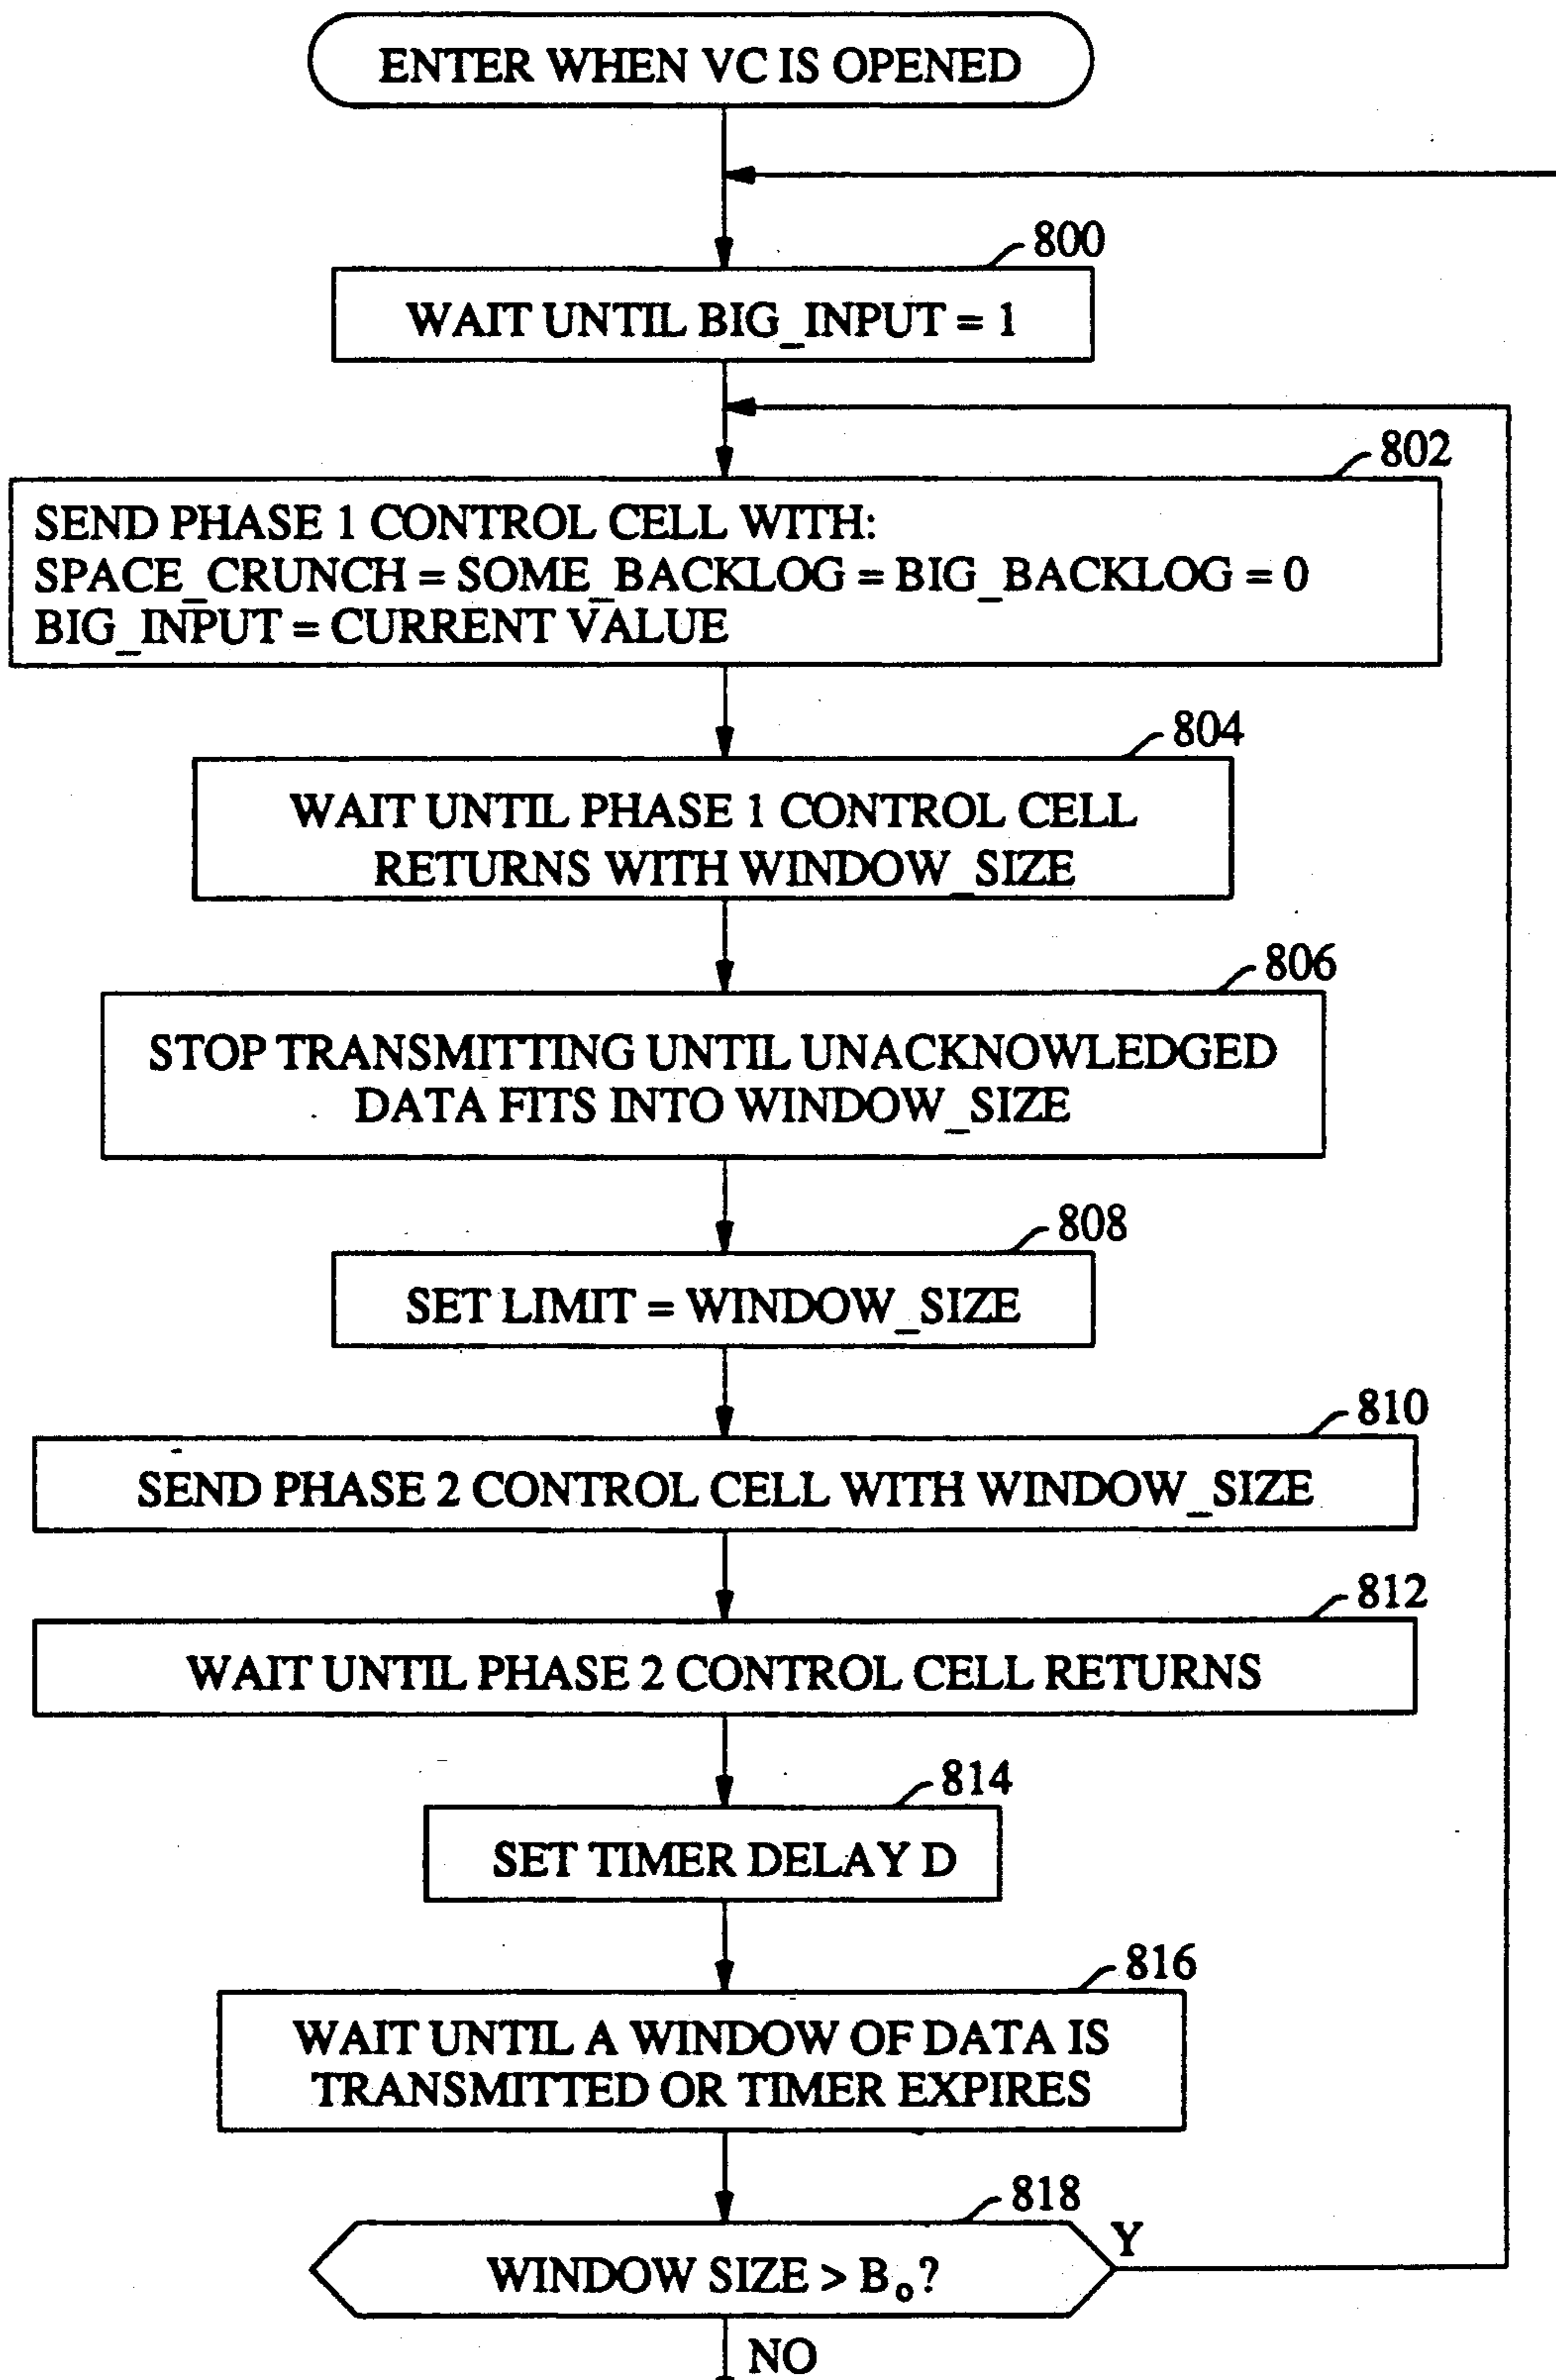 ENTER WHEN VC IS OPENED
800
WAIT UNTIL BIG_INPUT = 1
802
SEND PHASE 1 CONTROL CELL WITH:
SPACE_CRUNCH = SOME_BACKLOG = BIG_BACKLOG = 0
BIG_INPUT = CURRENT VALUE
804
WAIT UNTIL PHASE 1 CONTROL CELL
RETURNS WITH WINDOW_SIZE
806
STOP TRANSMITTING UNTIL UNACKNOWLEDGED
DATA FITS INTO WINDOW_SIZE
808
SET LIMIT = WINDOW_SIZE
810
SEND PHASE 2 CONTROL CELL WITH WINDOW_SIZE
812
WAIT UNTIL PHASE 2 CONTROL CELL RETURNS
814
SET TIMER DELAY D
816
WAIT UNTIL A WINDOW OF DATA IS
TRANSMITTED OR TIMER EXPIRES
818
WINDOW SIZE > B₀?
Y
NO